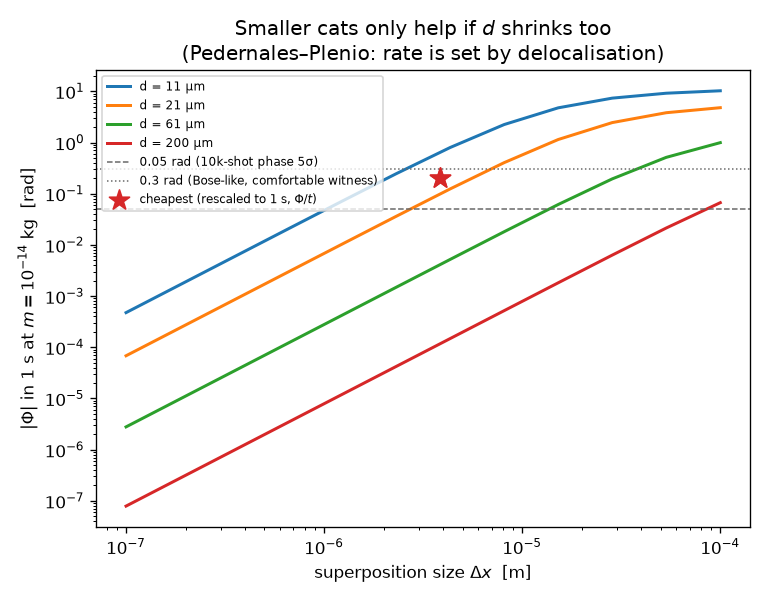 Smaller cats only help if d shrinks too
(Pedernales–Plenio: rate is set by delocalisation)
|Φ| in 1 s at m = 10⁻¹⁴ kg [rad]
10¹
10⁰
10⁻¹
10⁻²
10⁻³
10⁻⁴
10⁻⁵
10⁻⁶
10⁻⁷
d = 11 µm
d = 21 µm
d = 61 µm
d = 200 µm
0.05 rad (10k-shot phase 5σ)
0.3 rad (Bose-like, comfortable witness)
cheapest (rescaled to 1 s, Φ/t)
10⁻⁷
10⁻⁶
10⁻⁵
10⁻⁴
superposition size Δx [m]